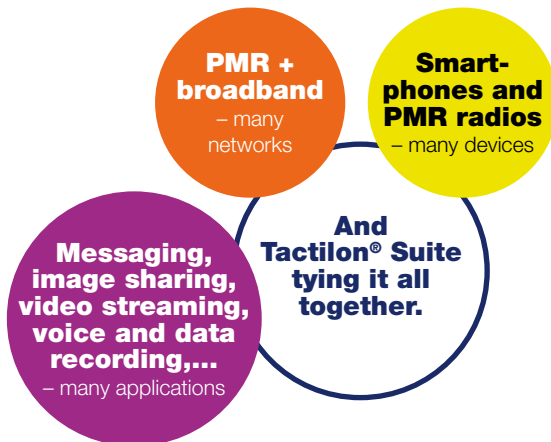 PMR +
broadband
– many
networks
Smart-
phones and
PMR radios
– many devices
Messaging,
image sharing,
video streaming,
voice and data
recording,...
– many applications
And
Tactilon® Suite
tying it all
together.